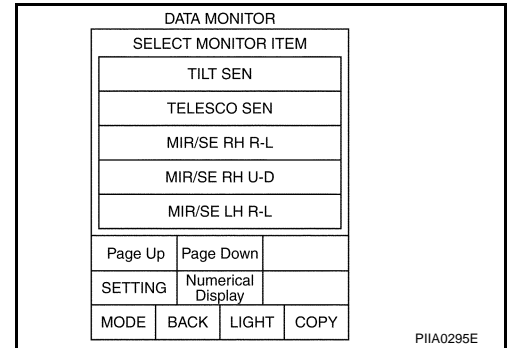 DATA MONITOR
SELECT MONITOR ITEM
TILT SEN
TELESCO SEN
MIR/SE RH R-L
MIR/SE RH U-D
MIR/SE LH R-L
Page Up Page Down
SETTING Numerical Display
MODE BACK LIGHT COPY
PIIA0295E